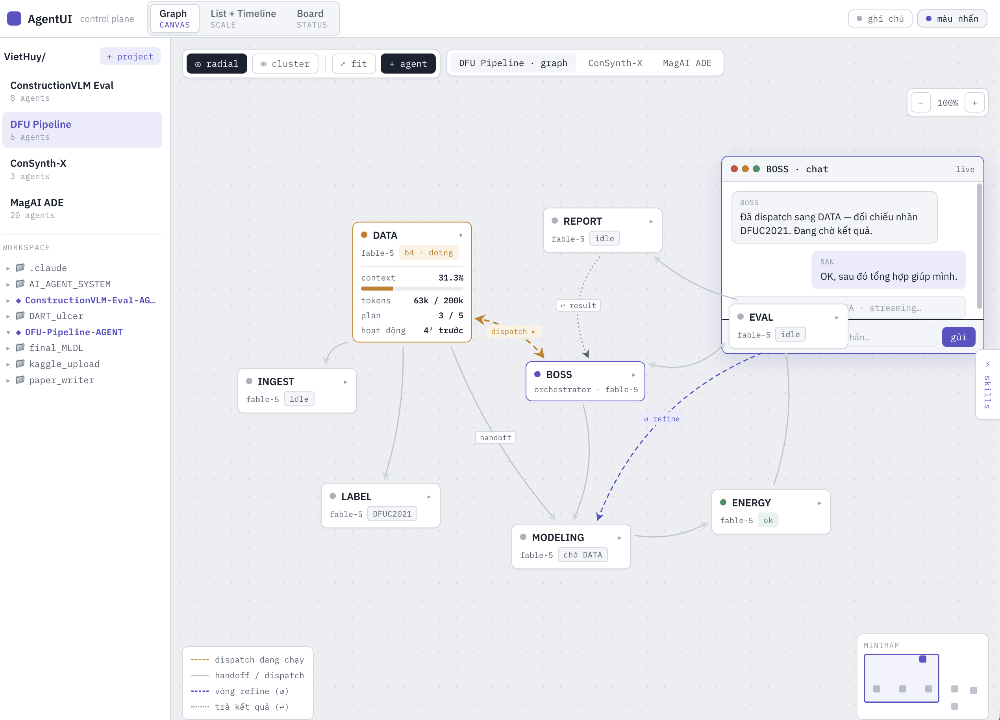 AgentUI control plane
Graph
CANVAS
List + Timeline
SCALE
Board
STATUS
ghi chú
màu nhấn
VietHuy/
+ project
ConstructionVLM Eval
8 agents
DFU Pipeline
6 agents
ConSynth-X
3 agents
MagAI ADE
20 agents
WORKSPACE
.claude
AI_AGENT_SYSTEM
ConstructionVLM-Eval-AG…
DART_ulcer
DFU-Pipeline-AGENT
final_MLDL
kaggle_upload
paper_writer
◎ radial
⊙ cluster
⤢ fit
+ agent
DFU Pipeline · graph
ConSynth-X
MagAI ADE
− 100% +
BOSS · chat
live
BOSS
Đã dispatch sang DATA — đối chiếu nhãn
DFUC2021. Đang chờ kết quả.
BẠN
OK, sau đó tổng hợp giúp mình.
· streaming…
gửi
REPORT
fable-5 idle
DATA
fable-5 b4 · doing
context 31.3%
tokens 63k / 200k
plan 3 / 5
hoạt động 4′ trước
↩ result
dispatch ▸
EVAL
fable-5 idle
INGEST
fable-5 idle
BOSS
orchestrator · fable-5
⚡ skills
↺ refine
handoff
LABEL
fable-5 DFUC2021
ENERGY
fable-5 ok
MODELING
fable-5 chờ DATA
dispatch đang chạy
handoff / dispatch
vòng refine (↺)
trả kết quả (↩)
MINIMAP